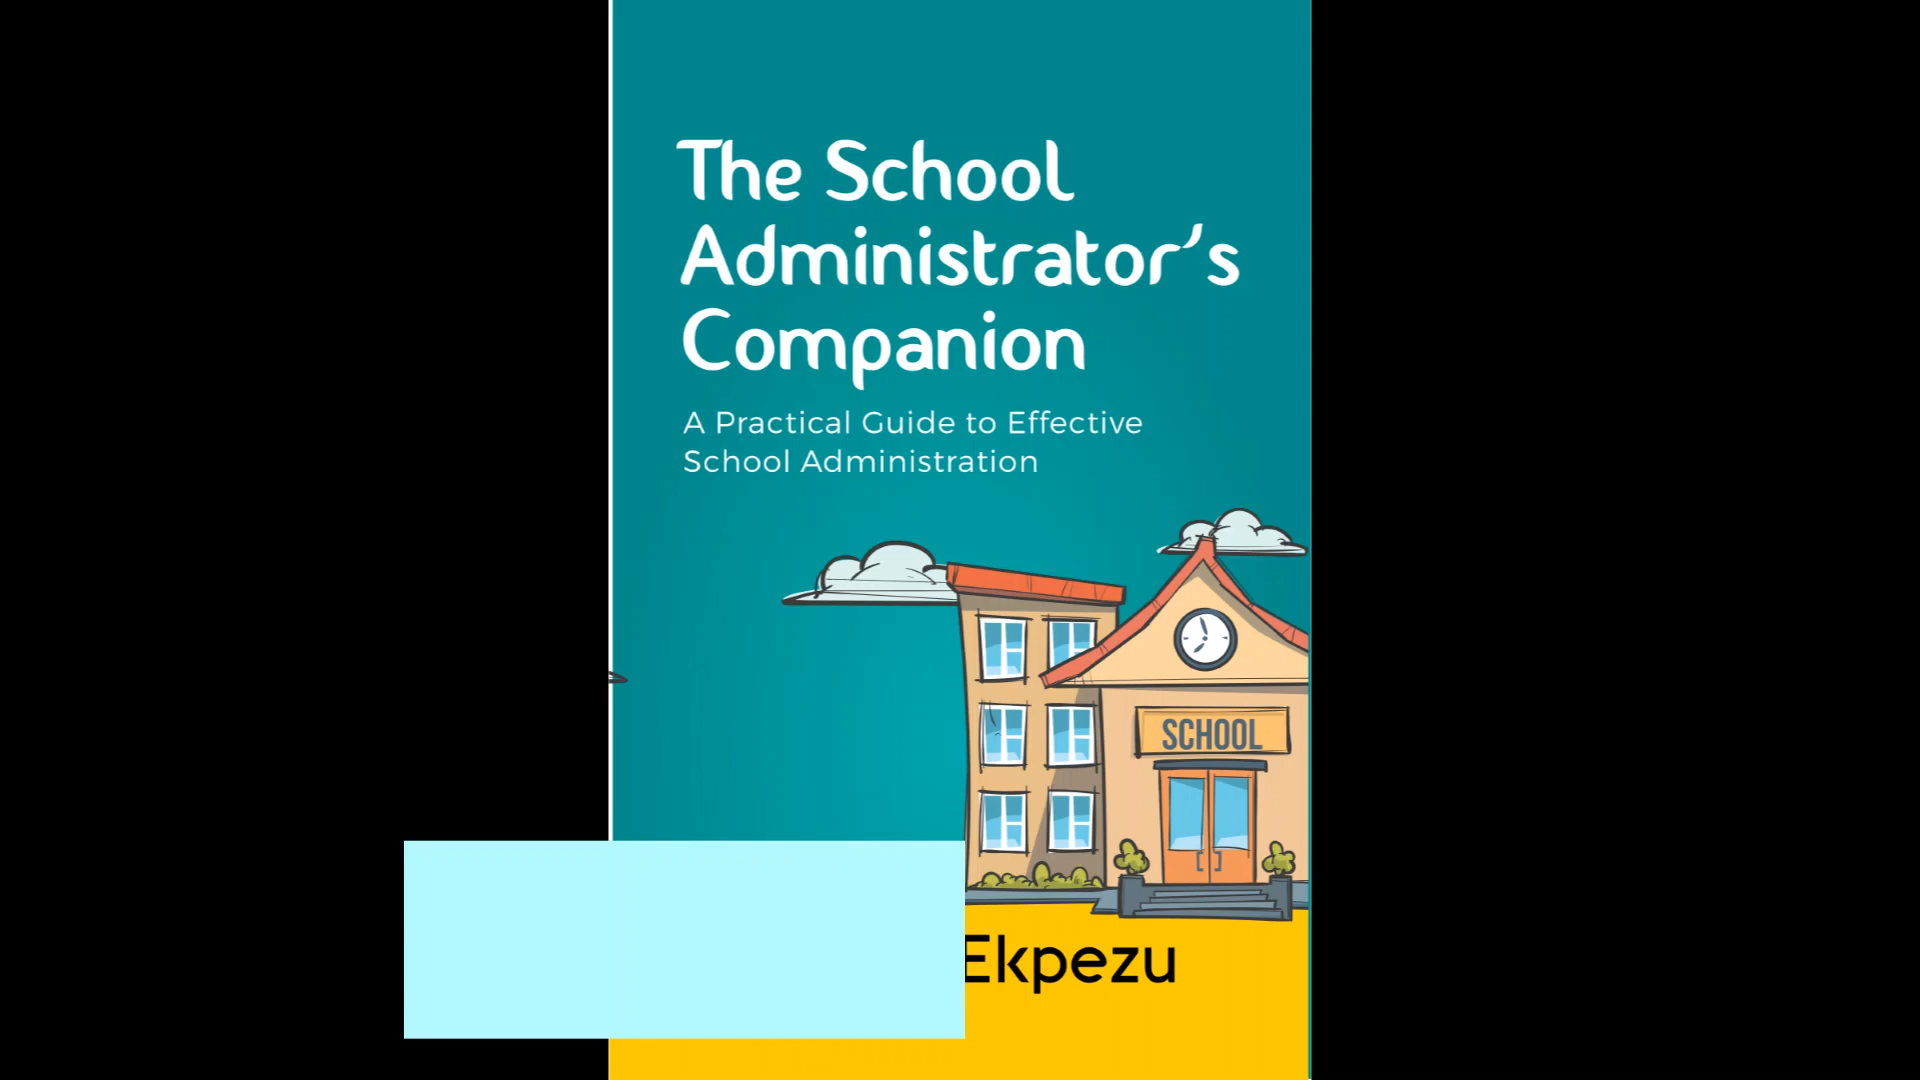 The School
Administrator's
Companion
A Practical Guide to Effective
School Administration
SCHOOL
Ekpezu